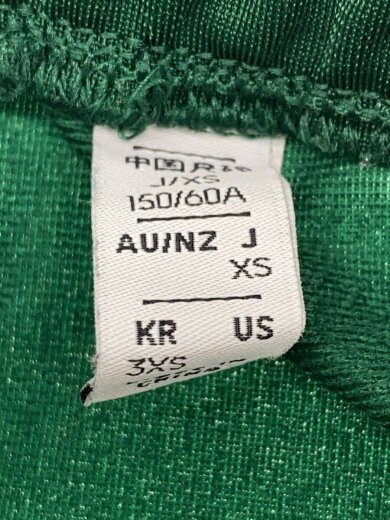 中国 尺码
J/XS
150/60A
AU/NZ J
XS
KR US
3XS